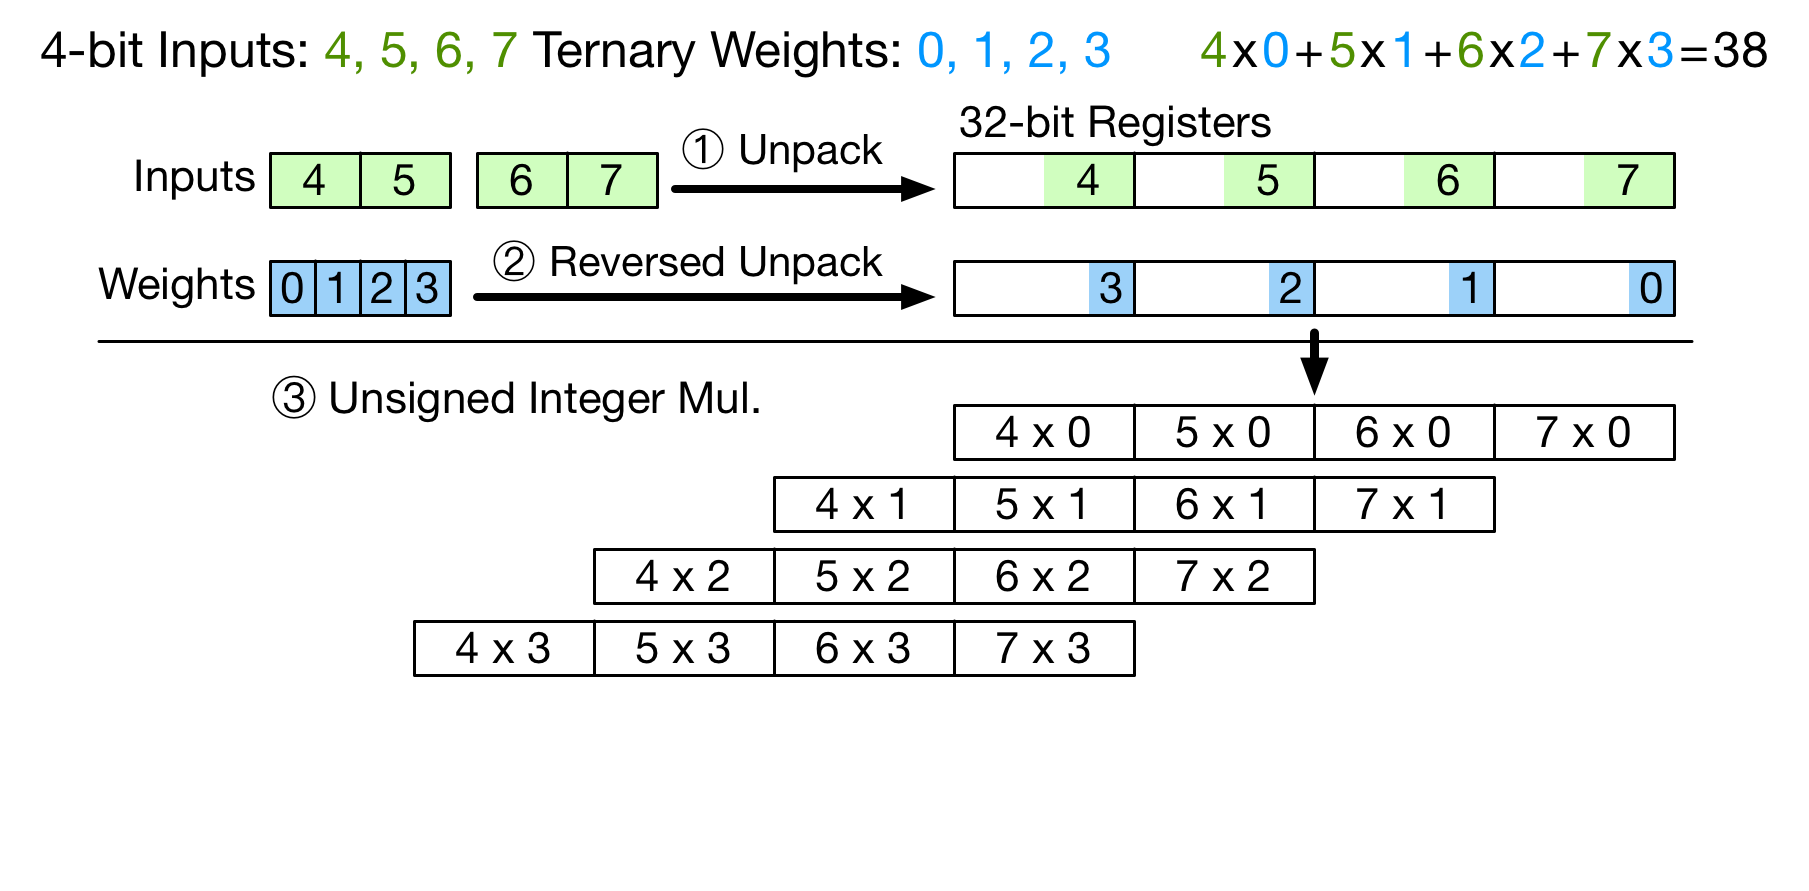 4-bit Inputs: 4, 5, 6, 7 Ternary Weights: 0, 1, 2, 3 4x0+5x1+6x2+7x3=38
32-bit Registers
Inputs 4 5 6 7 ① Unpack 4 5 6 7
Weights 0 1 2 3 ② Reversed Unpack 3 2 1 0
③ Unsigned Integer Mul.
4 x 0 5 x 0 6 x 0 7 x 0
4 x 1 5 x 1 6 x 1 7 x 1
4 x 2 5 x 2 6 x 2 7 x 2
4 x 3 5 x 3 6 x 3 7 x 3